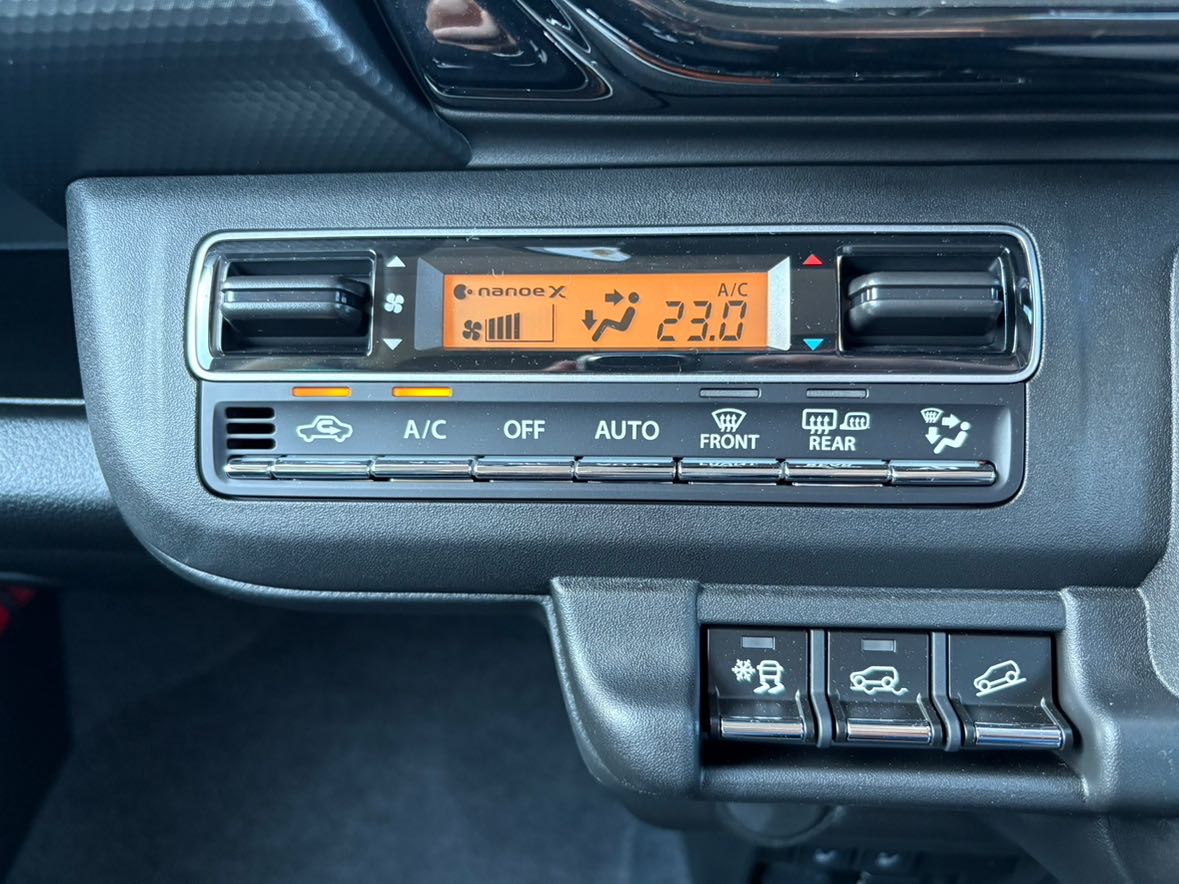 nanoe X
A/C
23.0
A/C
OFF
AUTO
FRONT
REAR